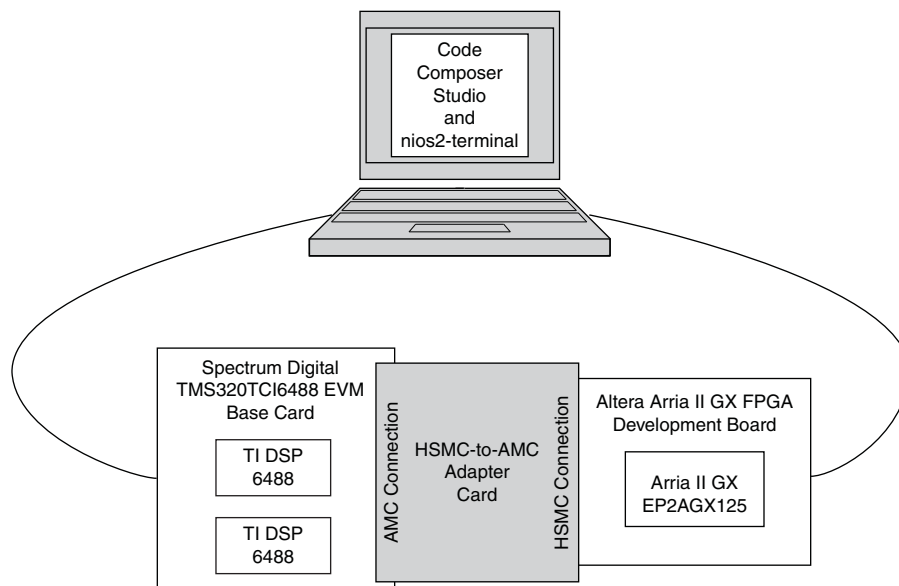 Code
Composer
Studio
and
nios2-terminal
Spectrum Digital
TMS320TCI6488 EVM
Base Card
TI DSP
6488
TI DSP
6488
AMC Connection
HSMC-to-AMC
Adapter
Card
HSMC Connection
Altera Arria II GX FPGA
Development Board
Arria II GX
EP2AGX125